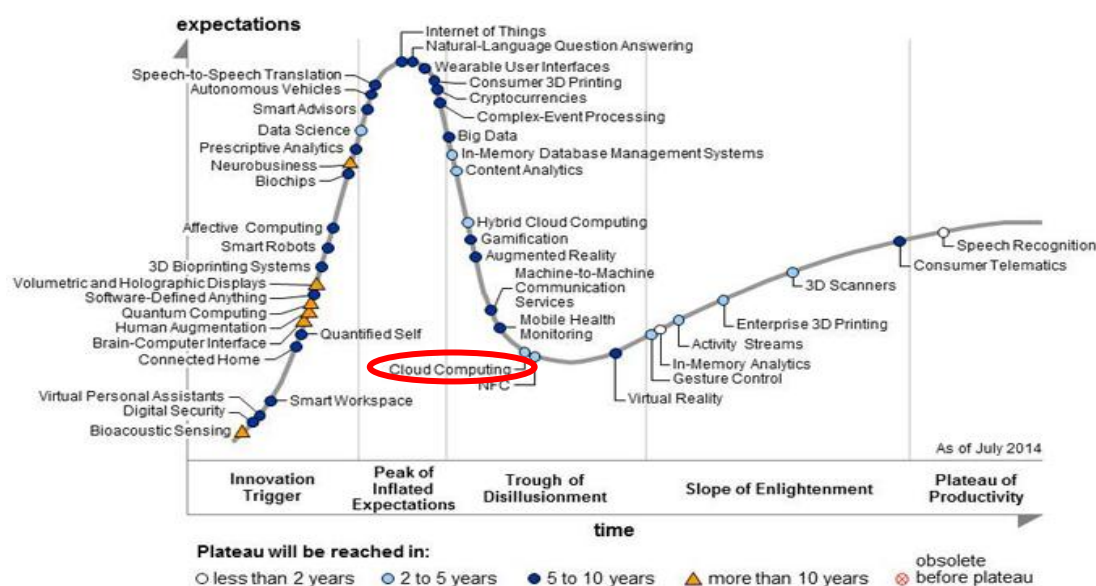 expectations
Internet of Things
Natural-Language Question Answering
Wearable User Interfaces
Consumer 3D Printing
Cryptocurrencies
Complex-Event Processing
Speech-to-Speech Translation
Autonomous Vehicles
Smart Advisors
Data Science
Prescriptive Analytics
Neurobusiness
Biochips
Big Data
In-Memory Database Management Systems
Content Analytics
Hybrid Cloud Computing
Gamification
Augmented Reality
Machine-to-Machine
Communication
Services
Mobile Health
Monitoring
Affective Computing
Smart Robots
3D Bioprinting Systems
Volumetric and Holographic Displays
Software-Defined Anything
Quantum Computing
Human Augmentation
Brain-Computer Interface
Connected Home
Quantified Self
Cloud Computing
NFC
Virtual Personal Assistants
Digital Security
Bioacoustic Sensing
Smart Workspace
Speech Recognition
Consumer Telematics
3D Scanners
Enterprise 3D Printing
Activity Streams
In-Memory Analytics
Gesture Control
Virtual Reality
As of July 2014
Innovation
Trigger
Peak of
Inflated
Expectations
Trough of
Disillusionment
Slope of Enlightenment
Plateau of
Productivity
time
Plateau will be reached in:
less than 2 years
2 to 5 years
5 to 10 years
more than 10 years
obsolete
before plateau